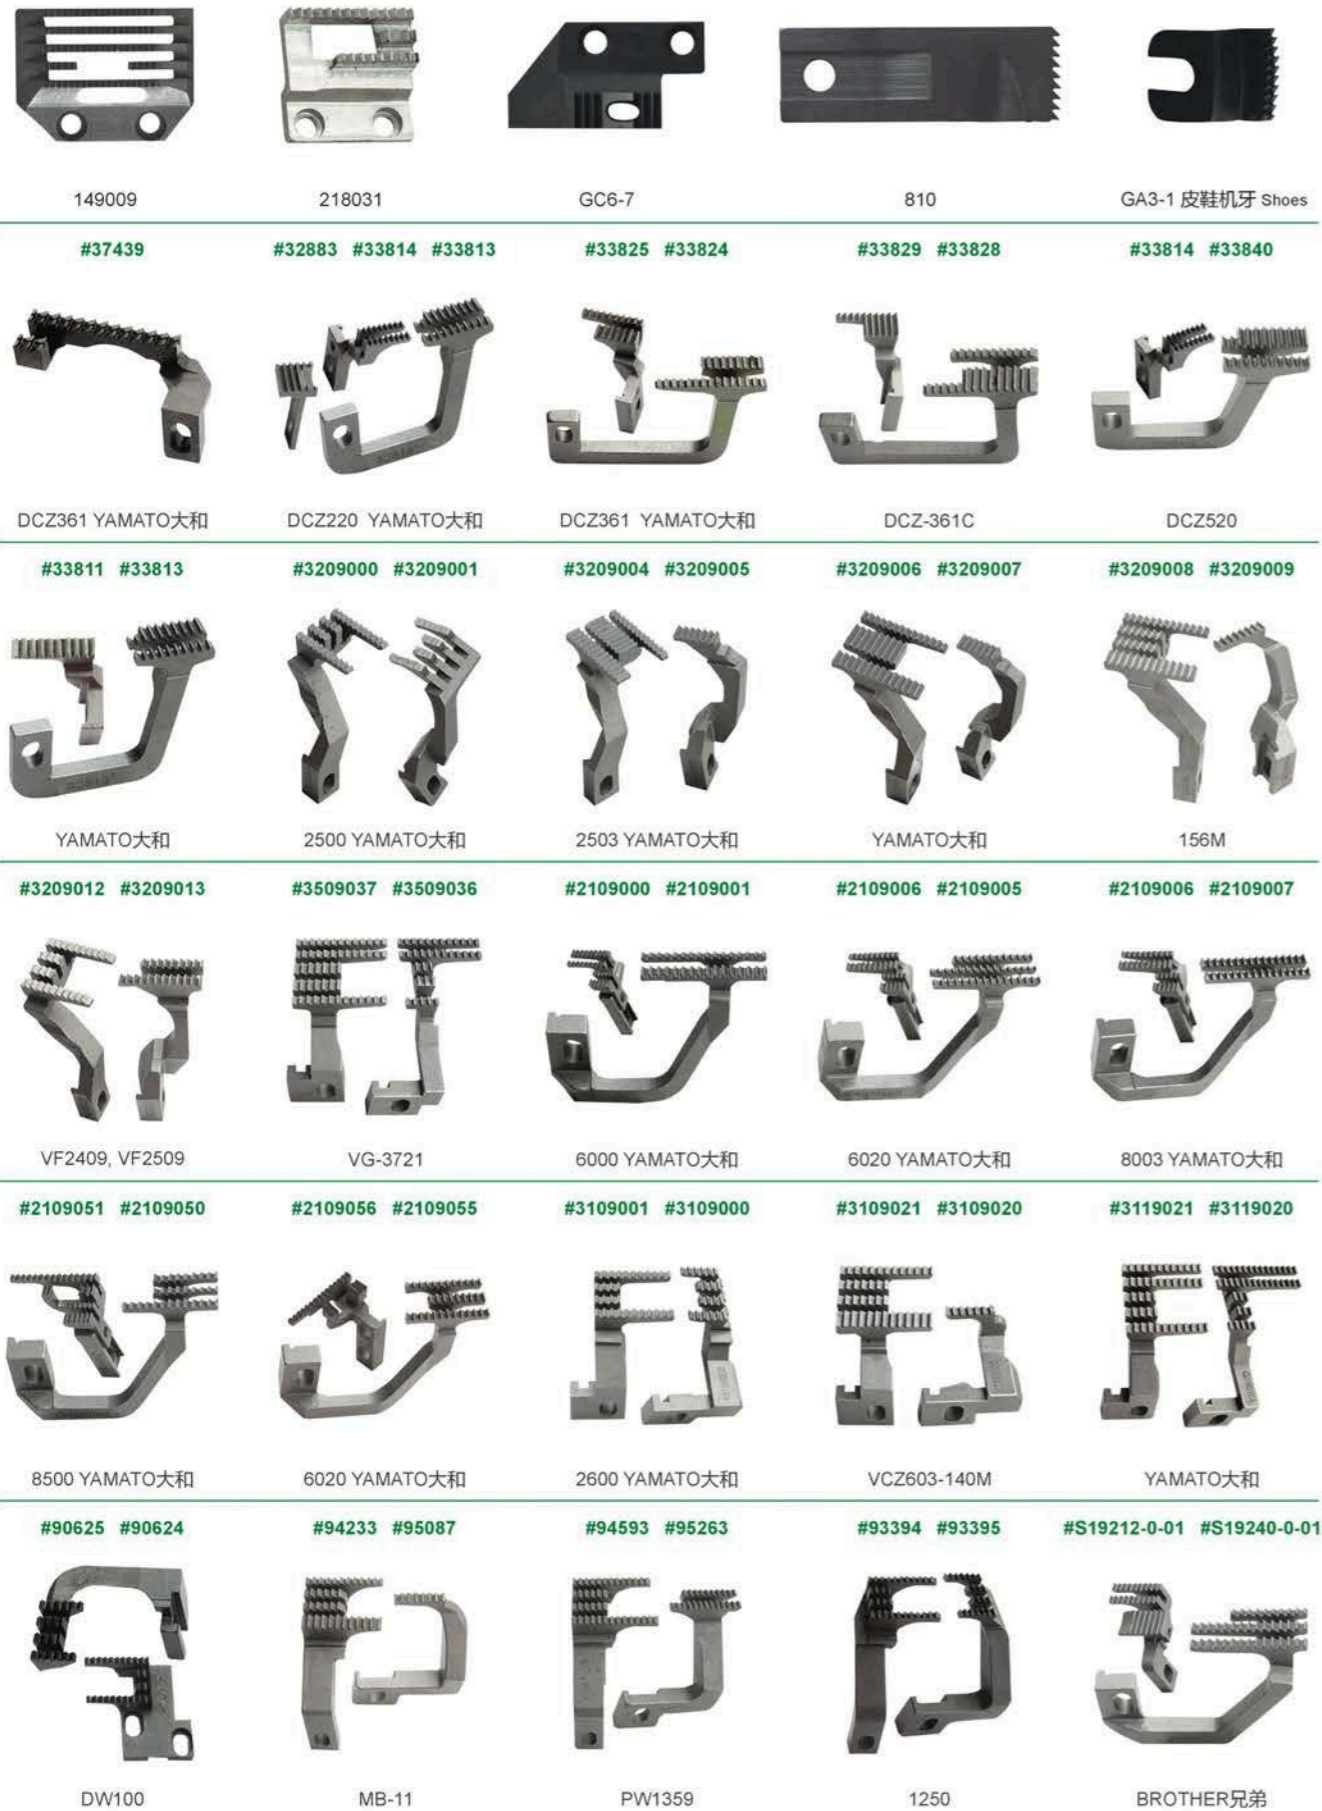 149009 218031 GC6-7 810 GA3-1 皮鞋机牙 Shoes
#37439 #32883 #33814 #33813 #33825 #33824 #33829 #33828 #33814 #33840
DCZ361 YAMATO大和 DCZ220 YAMATO大和 DCZ361 YAMATO大和 DCZ-361C DCZ520
#33811 #33813 #3209000 #3209001 #3209004 #3209005 #3209006 #3209007 #3209008 #3209009
YAMATO大和 2500 YAMATO大和 2503 YAMATO大和 YAMATO大和 156M
#3209012 #3209013 #3509037 #3509036 #2109000 #2109001 #2109006 #2109005 #2109006 #2109007
VF2409, VF2509 VG-3721 6000 YAMATO大和 6020 YAMATO大和 8003 YAMATO大和
#2109051 #2109050 #2109056 #2109055 #3109001 #3109000 #3109021 #3109020 #3119021 #3119020
8500 YAMATO大和 6020 YAMATO大和 2600 YAMATO大和 VCZ603-140M YAMATO大和
#90625 #90624 #94233 #95087 #94593 #95263 #93394 #93395 #S19212-0-01 #S19240-0-01
DW100 MB-11 PW1359 1250 BROTHER兄弟